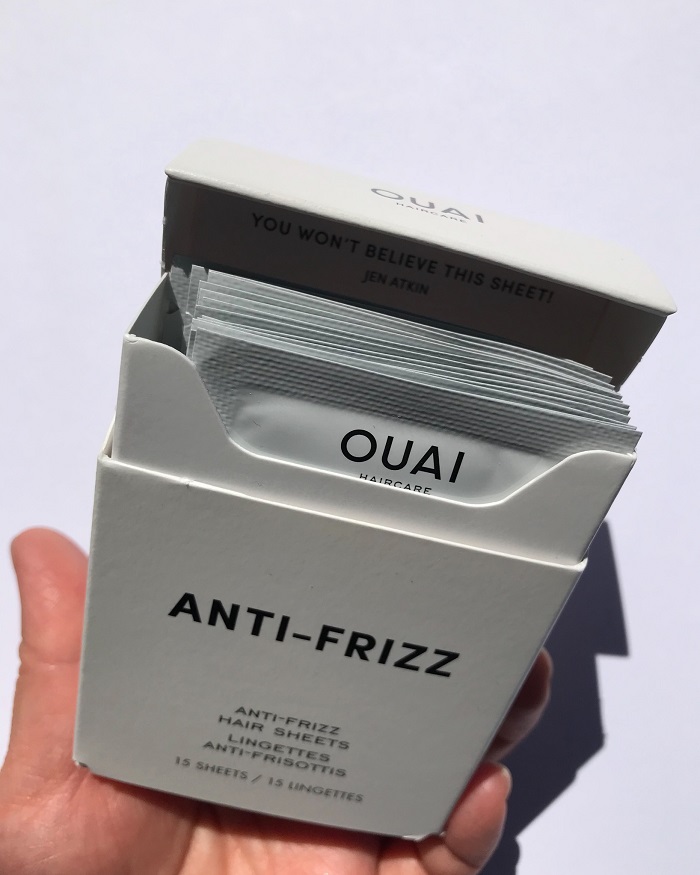 OUAI
HAIRCARE
YOU WON'T BELIEVE THIS SHEET!
JEN ATKIN
OUAI
HAIRCARE
ANTI-FRIZZ
ANTI-FRIZZ
HAIR SHEETS
LINGETTES
ANTI-FRISOTTIS
15 SHEETS / 15 LINGETTES